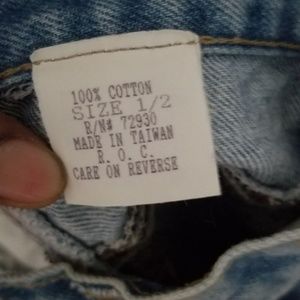 100% COTTON
SIZE 1/2
R/N# 72930
MADE IN TAIWAN
R. O. C.
CARE ON REVERSE